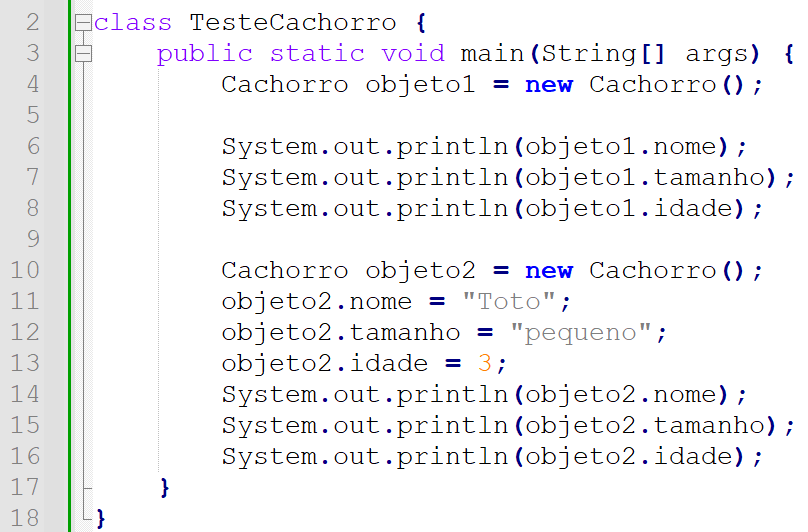 2 class TesteCachorro {
3 public static void main(String[] args) {
4 Cachorro objeto1 = new Cachorro();
5
6 System.out.println(objeto1.nome);
7 System.out.println(objeto1.tamanho);
8 System.out.println(objeto1.idade);
9
10 Cachorro objeto2 = new Cachorro();
11 objeto2.nome = "Toto";
12 objeto2.tamanho = "pequeno";
13 objeto2.idade = 3;
14 System.out.println(objeto2.nome);
15 System.out.println(objeto2.tamanho);
16 System.out.println(objeto2.idade);
17 }
18 }